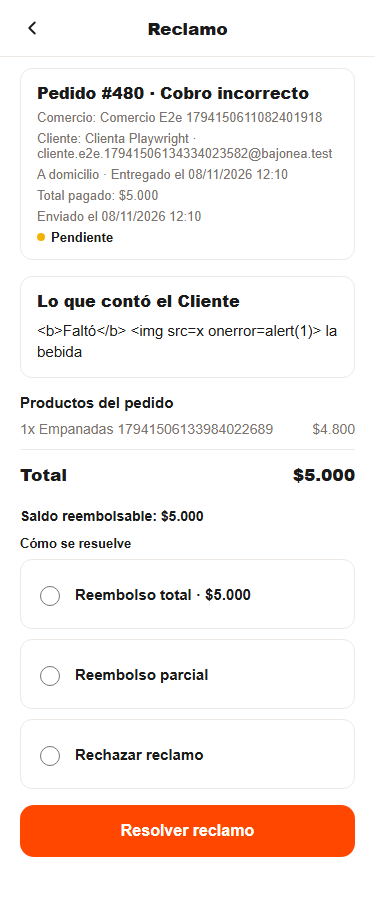 Reclamo
Pedido #480 · Cobro incorrecto
Comercio: Comercio E2e 1794150611082401918
Cliente: Clienta Playwright ·
cliente.e2e.17941506134334023582@bajonea.test
A domicilio · Entregado el 08/11/2026 12:10
Total pagado: $5.000
Enviado el 08/11/2026 12:10
Pendiente
Lo que contó el Cliente
<b>Faltó</b> <img src=x onerror=alert(1)> la
bebida
Productos del pedido
1x Empanadas 17941506133984022689 $4.800
Total $5.000
Saldo reembolsable: $5.000
Cómo se resuelve
Reembolso total · $5.000
Reembolso parcial
Rechazar reclamo
Resolver reclamo